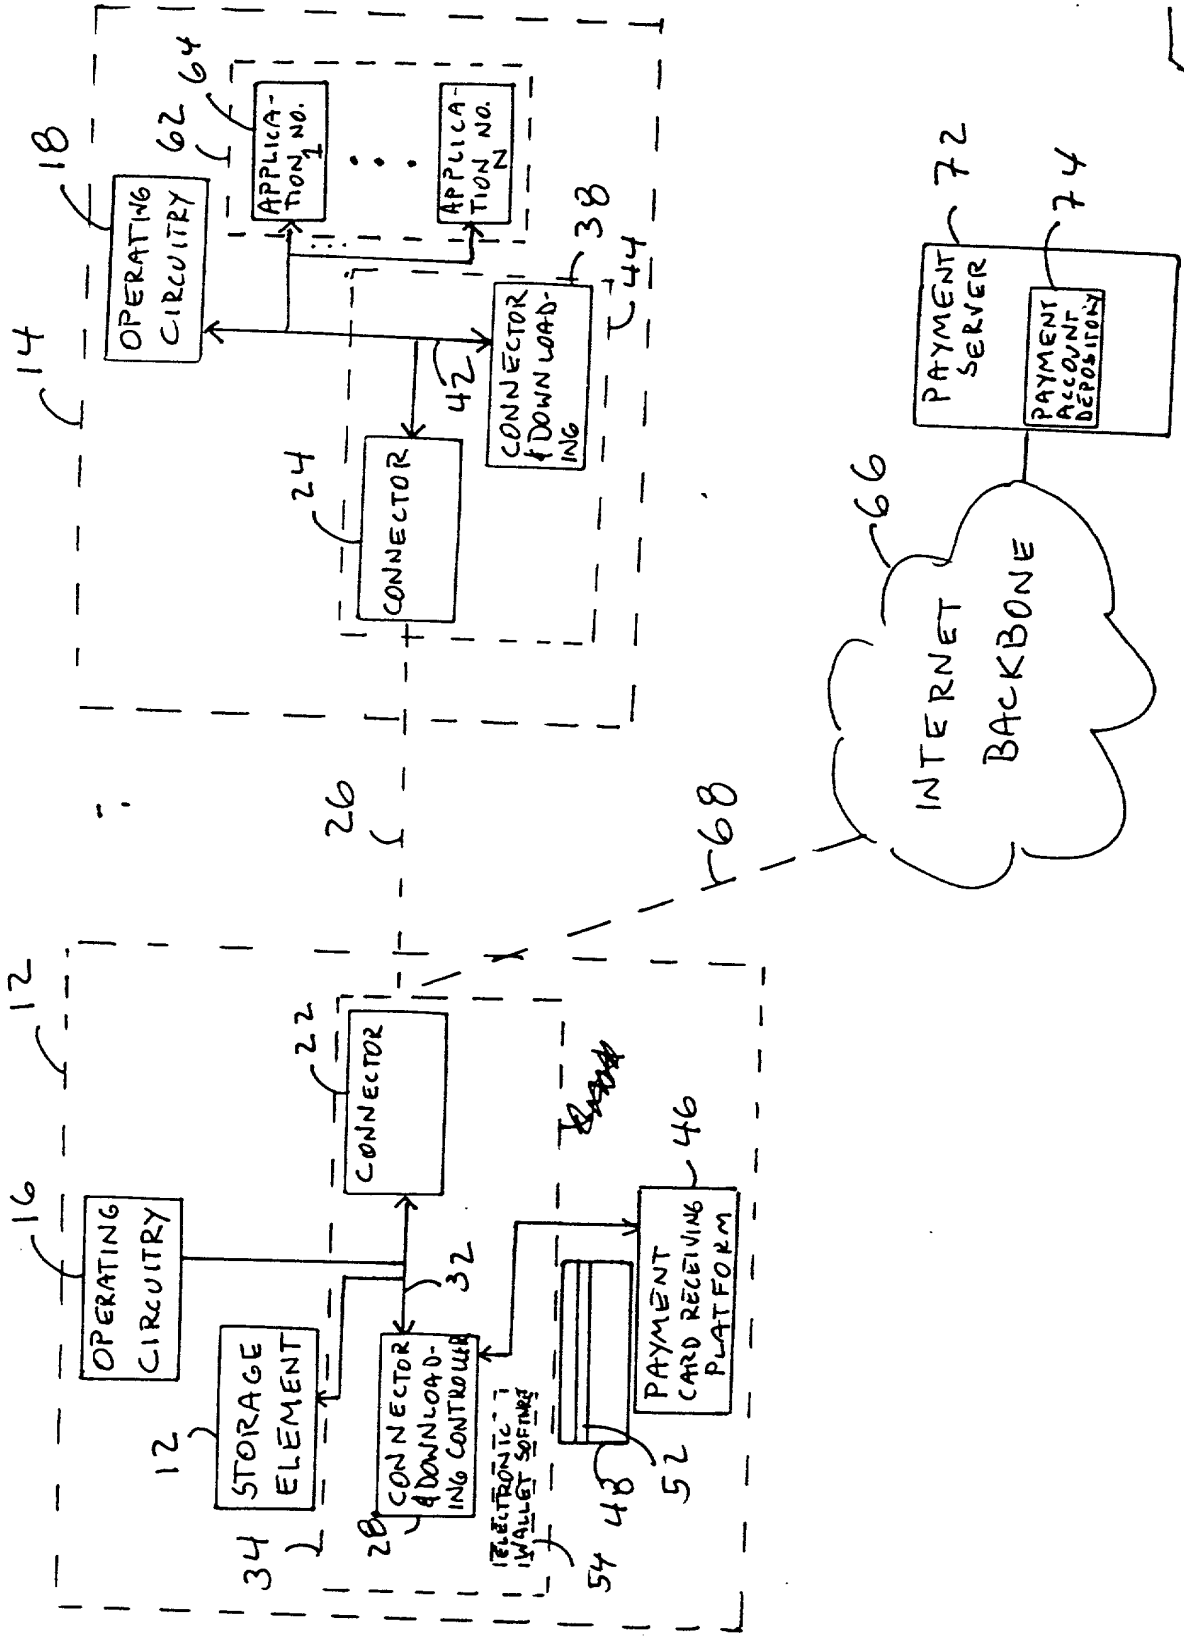 12
16
OPERATING
CIRCUITRY
12
STORAGE
ELEMENT
34
22
CONNECTOR
32
28
CONNECTOR
& DOWNLOAD-
ING CONTROLLER
ELECTRONIC
WALLET SOFTWARE
54
48
52
PAYMENT
CARD RECEIVING
PLATFORM
46
26
68
14
18
OPERATING
CIRCUITRY
62
64
APPLICA-
TION NO.
1
APPLICA-
TION NO.
N
24
CONNECTOR
42
CONNECTOR
& DOWNLOAD-
ING
38
44
66
INTERNET
BACKBONE
PAYMENT
SERVER
72
PAYMENT
ACCOUNT
DEPOSITORY
74